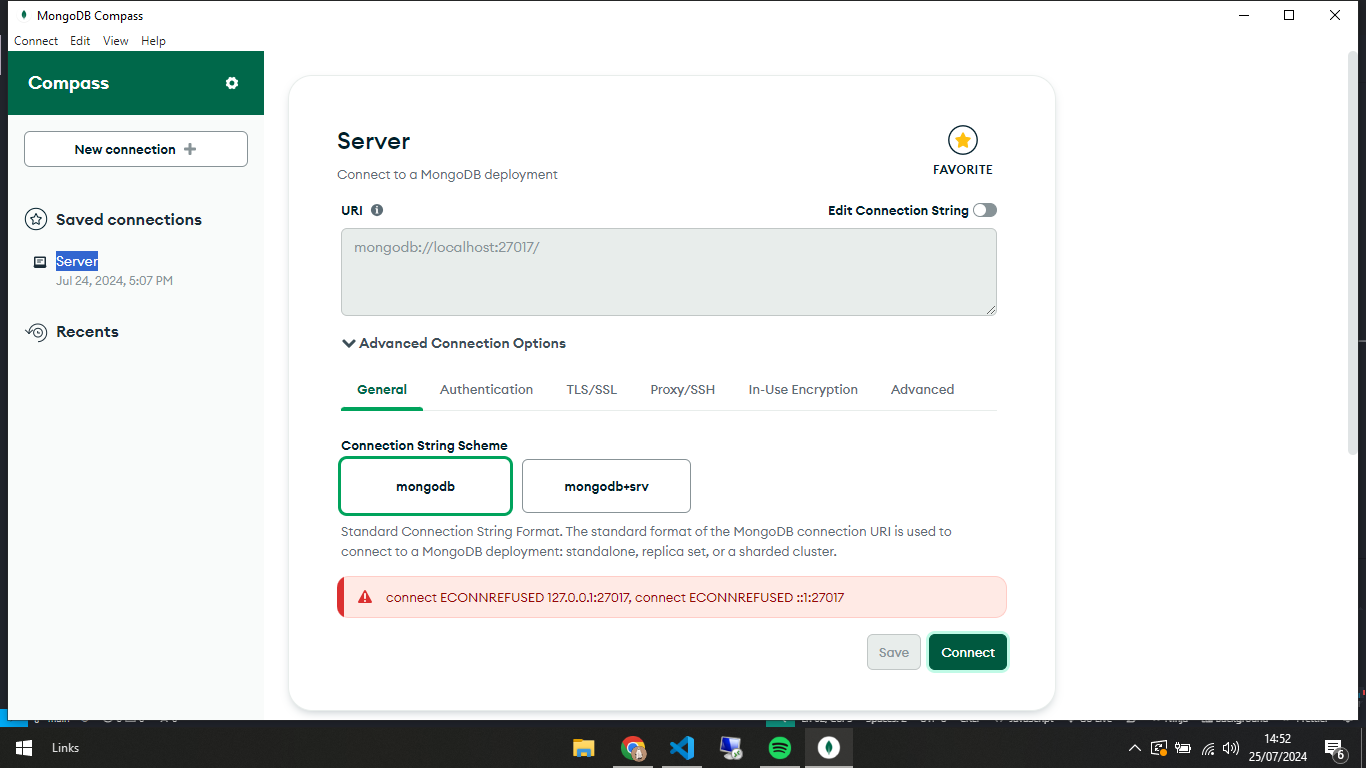 MongoDB Compass
Connect Edit View Help
Compass
New connection
Saved connections
Server
Jul 24, 2024, 5:07 PM
Recents
Server
Connect to a MongoDB deployment
FAVORITE
URI
Edit Connection String
mongodb://localhost:27017/
Advanced Connection Options
General Authentication TLS/SSL Proxy/SSH In-Use Encryption Advanced
Connection String Scheme
mongodb
mongodb+srv
Standard Connection String Format. The standard format of the MongoDB connection URI is used to
connect to a MongoDB deployment: standalone, replica set, or a sharded cluster.
connect ECONNREFUSED 127.0.0.1:27017, connect ECONNREFUSED ::1:27017
Save
Connect
Links
14:52
25/07/2024
6